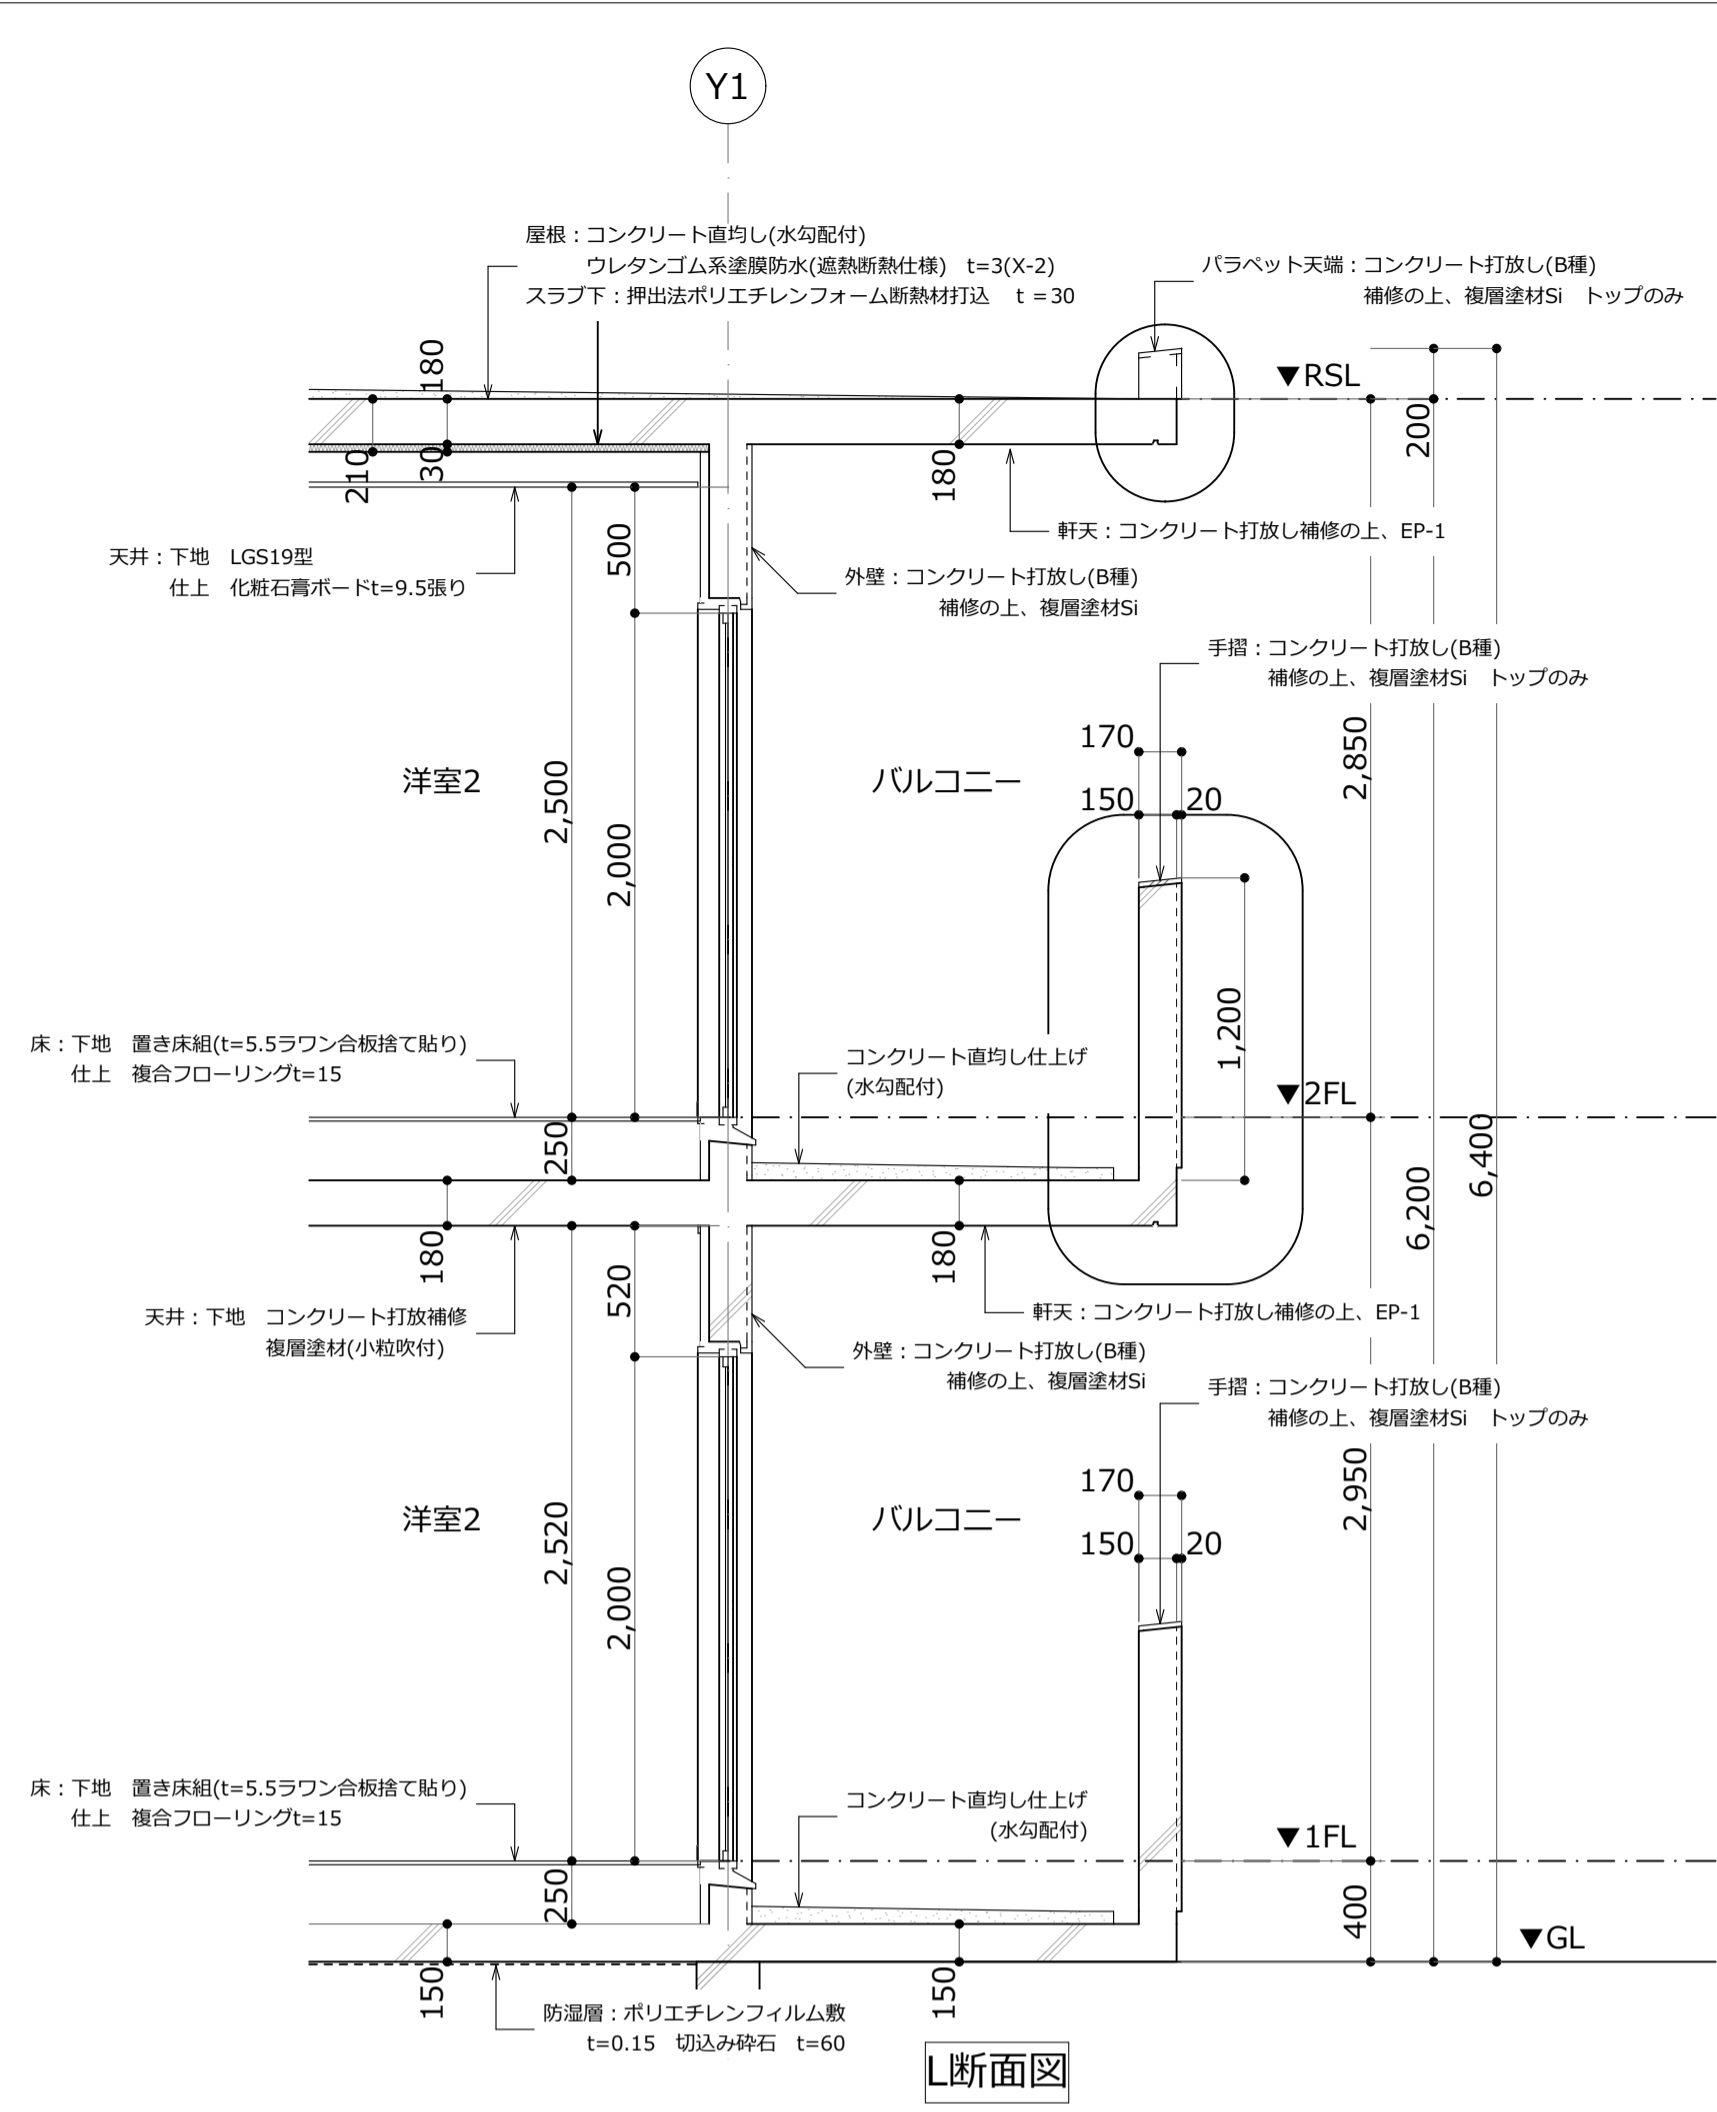 Y1
屋根：コンクリート直均し(水勾配付)
ウレタンゴム系塗膜防水(遮熱断熱仕様)　t=3(X-2)
スラブ下：押出法ポリエチレンフォーム断熱材打込　t＝30
パラペット天端：コンクリート打放し(B種)
補修の上、複層塗材Si　トップのみ
180
▼RSL
200
210
30
180
500
軒天：コンクリート打放し補修の上、EP-1
天井：下地　LGS19型
仕上　化粧石膏ボードt=9.5張り
外壁：コンクリート打放し(B種)
補修の上、複層塗材Si
手摺：コンクリート打放し(B種)
補修の上、複層塗材Si　トップのみ
170
2,850
洋室2
2,500
バルコニー
150
20
2,000
1,200
床：下地　置き床組(t=5.5ラワン合板捨て貼り)
仕上　複合フローリングt=15
コンクリート直均し仕上げ
(水勾配付)
▼2FL
250
6,400
6,200
180
180
520
天井：下地　コンクリート打放補修
複層塗材(小粒吹付)
軒天：コンクリート打放し補修の上、EP-1
外壁：コンクリート打放し(B種)
補修の上、複層塗材Si
手摺：コンクリート打放し(B種)
補修の上、複層塗材Si　トップのみ
170
2,950
洋室2
2,520
バルコニー
150
20
2,000
床：下地　置き床組(t=5.5ラワン合板捨て貼り)
仕上　複合フローリングt=15
コンクリート直均し仕上げ
(水勾配付)
▼1FL
250
400
▼GL
150
150
防湿層：ポリエチレンフィルム敷
t=0.15　切込み砕石　t=60
L断面図